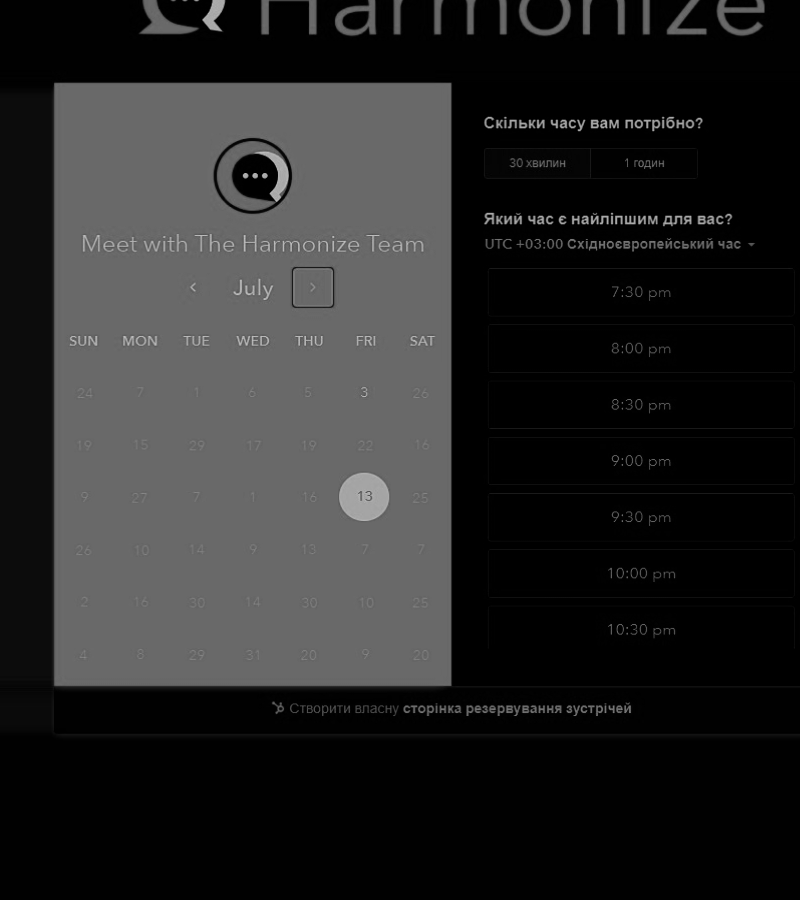 Harmonize
Meet with The Harmonize Team
July
SUN MON TUE WED THU FRI SAT
24 7 1 6 5 3 26
19 15 29 17 19 22 16
9 27 7 1 16 13 25
26 10 14 9 13 7 7
2 16 30 14 30 10 25
4 8 29 31 20 9 20
Скільки часу вам потрібно?
30 хвилин 1 годин
Який час є найліпшим для вас?
UTC +03:00 Східноєвропейський час
7:30 pm
8:00 pm
8:30 pm
9:00 pm
9:30 pm
10:00 pm
10:30 pm
Створити власну сторінка резервування зустрічей